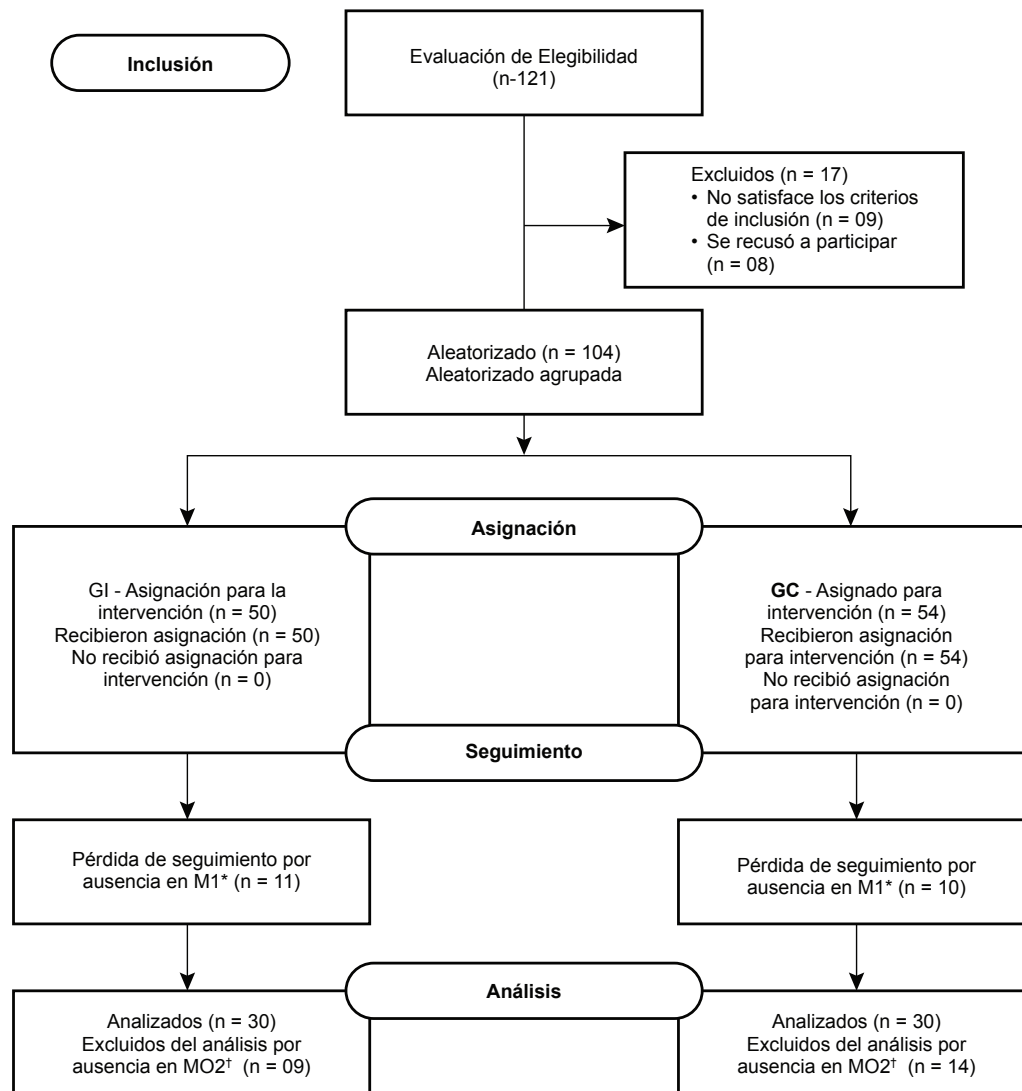 Inclusión
Evaluación de Elegibilidad
(n-121)
Excluidos (n = 17)
• No satisface los criterios
de inclusión (n = 09)
• Se recusó a participar
(n = 08)
Aleatorizado (n = 104)
Aleatorizado agrupada
Asignación
GI - Asignación para la
intervención (n = 50)
Recibieron asignación (n = 50)
No recibió asignación para
intervención (n = 0)
GC - Asignado para
intervención (n = 54)
Recibieron asignación
para intervención (n = 54)
No recibió asignación
para intervención (n = 0)
Seguimiento
Pérdida de seguimiento por
ausencia en M1* (n = 11)
Pérdida de seguimiento por
ausencia en M1* (n = 10)
Análisis
Analizados (n = 30)
Excluidos del análisis por
ausencia en MO2† (n = 09)
Analizados (n = 30)
Excluidos del análisis por
ausencia en MO2† (n = 14)